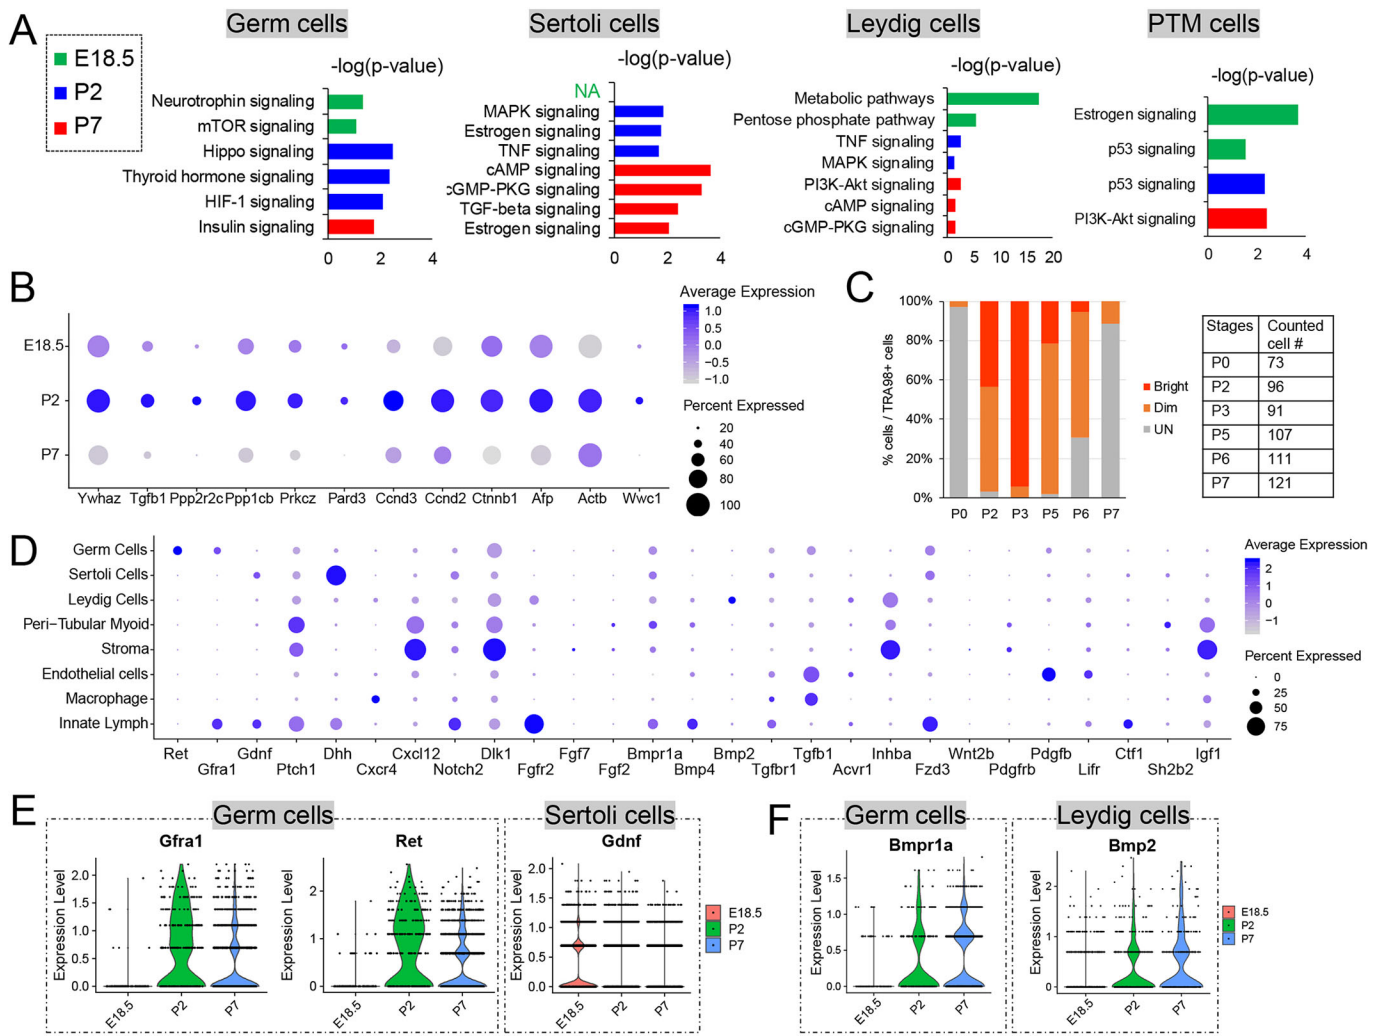 A
E18.5
P2
P7
Germ cells
-log(p-value)
Neurotrophin signaling
mTOR signaling
Hippo signaling
Thyroid hormone signaling
HIF-1 signaling
Insulin signaling
0 2 4
Sertoli cells
-log(p-value)
NA
MAPK signaling
Estrogen signaling
TNF signaling
cAMP signaling
cGMP-PKG signaling
TGF-beta signaling
Estrogen signaling
0 2 4
Leydig cells
-log(p-value)
Metabolic pathways
Pentose phosphate pathway
TNF signaling
MAPK signaling
PI3K-Akt signaling
cAMP signaling
cGMP-PKG signaling
0 5 10 15 20
PTM cells
-log(p-value)
Estrogen signaling
p53 signaling
p53 signaling
PI3K-Akt signaling
0 2 4
B
E18.5
P2
P7
Ywhaz Tgfb1 Ppp2r2c Ppp1cb Prkcz Pard3 Ccnd3 Ccnd2 Ctnnb1 Afp Actb Wwc1
Average Expression
1.0
0.5
0.0
−0.5
−1.0
Percent Expressed
20
40
60
80
100
C
% cells / TRA98+ cells
100%
80%
60%
40%
20%
0%
P0 P2 P3 P5 P6 P7
Bright
Dim
UN
Stages Counted cell #
P0 73
P2 96
P3 91
P5 107
P6 111
P7 121
D
Germ Cells
Sertoli Cells
Leydig Cells
Peri−Tubular Myoid
Stroma
Endothelial cells
Macrophage
Innate Lymph
Ret Gdnf Dhh Cxcl12 Dlk1 Fgf7 Bmpr1a Bmp2 Tgfb1 Inhba Wnt2b Pdgfb Ctf1 Igf1
Gfra1 Ptch1 Cxcr4 Notch2 Fgfr2 Fgf2 Bmp4 Tgfbr1 Acvr1 Fzd3 Pdgfrb Lifr Sh2b2
Average Expression
2
1
0
−1
Percent Expressed
0
25
50
75
E
Germ cells
Gfra1
Expression Level
2.0
1.5
1.0
0.5
0.0
E18.5 P2 P7
Ret
Expression Level
2
1
0
E18.5 P2 P7
Sertoli cells
Gdnf
Expression Level
2.0
1.5
1.0
0.5
0.0
E18.5 P2 P7
E18.5
P2
P7
F
Germ cells
Bmpr1a
Expression Level
1.5
1.0
0.5
0.0
E18.5 P2 P7
Leydig cells
Bmp2
Expression Level
2
1
0
E18.5 P2 P7
E18.5
P2
P7